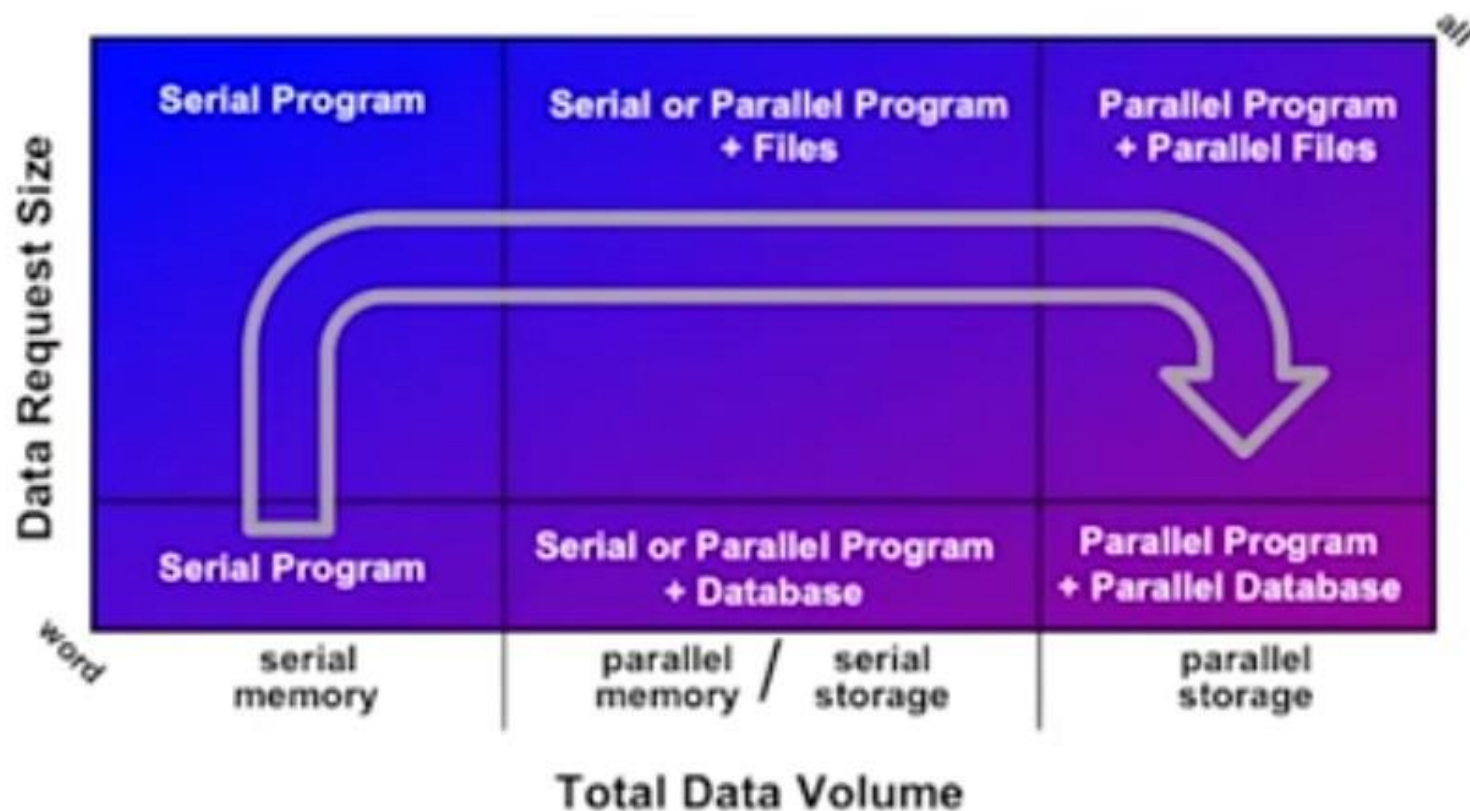 all
Serial Program
Serial or Parallel Program
+ Files
Parallel Program
+ Parallel Files
Data Request Size
Serial Program
Serial or Parallel Program
+ Database
Parallel Program
+ Parallel Database
word
serial
memory
parallel
memory
/
serial
storage
parallel
storage
Total Data Volume